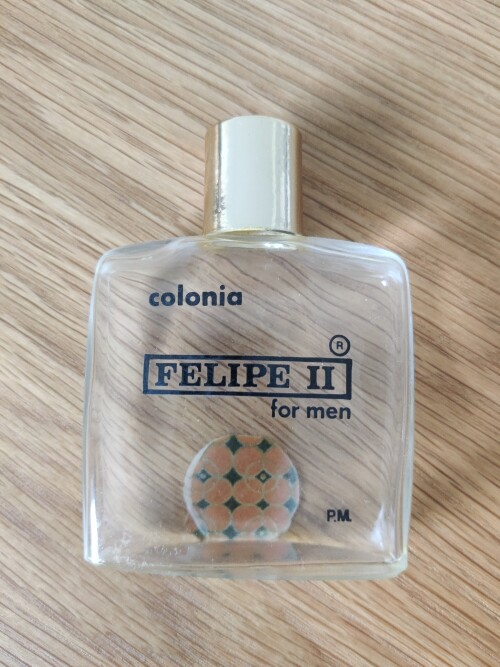 colonia
®
FELIPE II
for men
P.M.